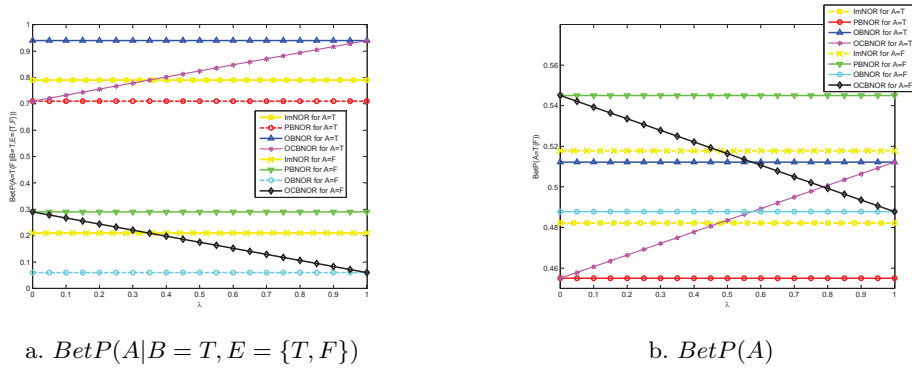 1
0.9
0.8
0.7
0.6
0.5
0.4
0.3
0.2
0.1
0
0 0.1 0.2 0.3 0.4 0.5 0.6 0.7 0.8 0.9 1
λ
BetP(A=T(F)|B=T,E={T,F})
ImNOR for A=T
PBNOR for A=T
OBNOR for A=T
OCBNOR for A=T
ImNOR for A=F
PBNOR for A=F
OBNOR for A=F
OCBNOR for A=F
a. BetP(A|B = T, E = {T, F})
0.56
0.54
0.52
0.5
0.48
0.46
0 0.1 0.2 0.3 0.4 0.5 0.6 0.7 0.8 0.9 1
λ
BetP(A=T(F))
ImNOR for A=T
PBNOR for A=T
OBNOR for A=T
OCBNOR for A=T
ImNOR for A=F
PBNOR for A=F
OBNOR for A=F
OCBNOR for A=F
b. BetP(A)